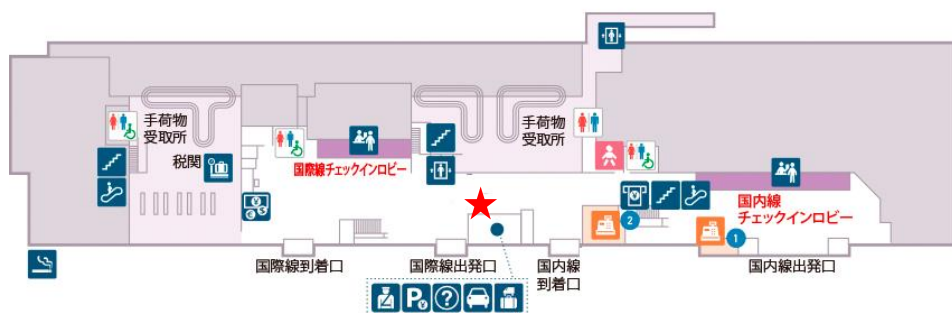 手荷物
受取所
税関
国際線チェックインロビー
手荷物
受取所
国内線
チェックインロビー
2
1
国際線到着口
国際線出発口
国内線
到着口
国内線出発口
P¥
?